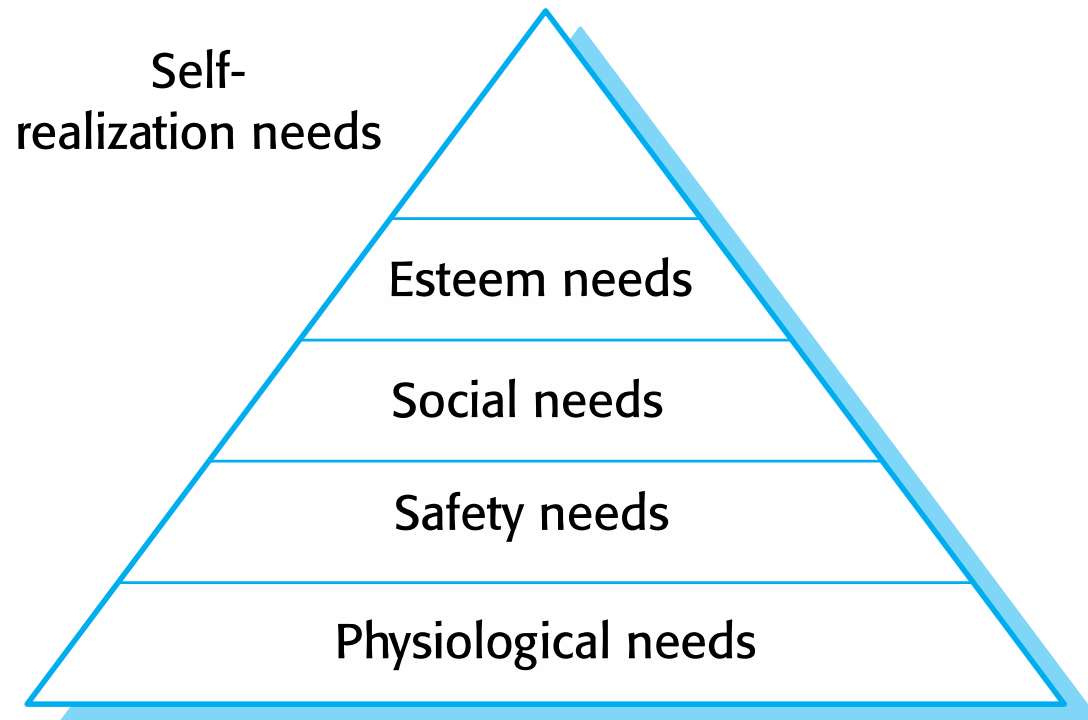 Self-
realization needs
Esteem needs
Social needs
Safety needs
Physiological needs